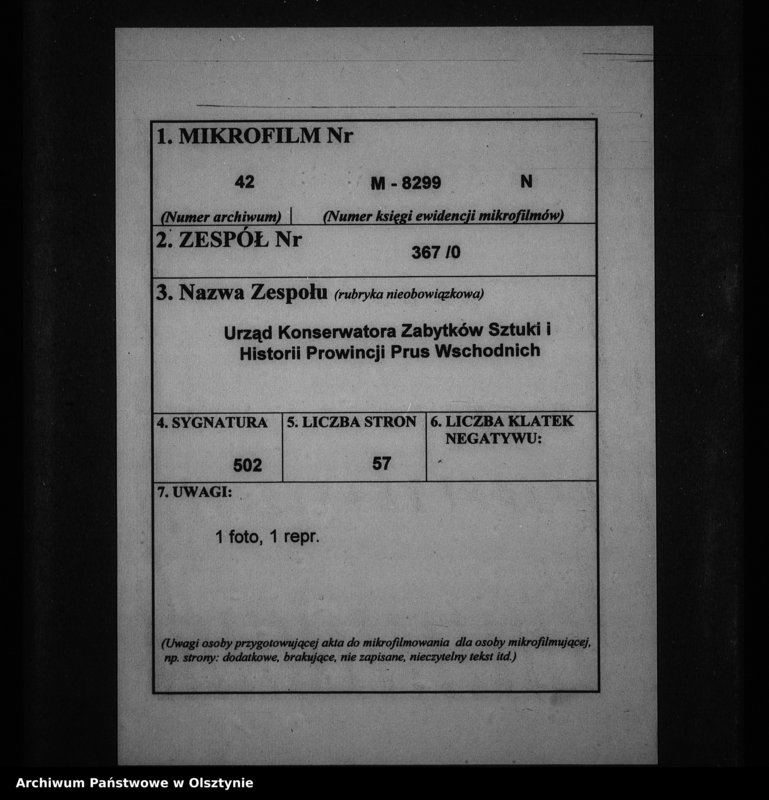 1. MIKROFILM Nr
42 M - 8299 N
(Numer archiwum) (Numer księgi ewidencji mikrofilmów)
2. ZESPÓŁ Nr
367 /0
3. Nazwa Zespołu (rubryka nieobowiązkowa)
Urząd Konserwatora Zabytków Sztuki i
Historii Prowincji Prus Wschodnich
4. SYGNATURA 5. LICZBA STRON 6. LICZBA KLATEK
NEGATYWU:
502 57
7. UWAGI:
1 foto, 1 repr.
(Uwagi osoby przygotowującej akta do mikrofilmowania dla osoby mikrofilmującej,
np. strony: dodatkowe, brakujące, nie zapisane, nieczytelny tekst itd.)
Archiwum Państwowe w Olsztynie